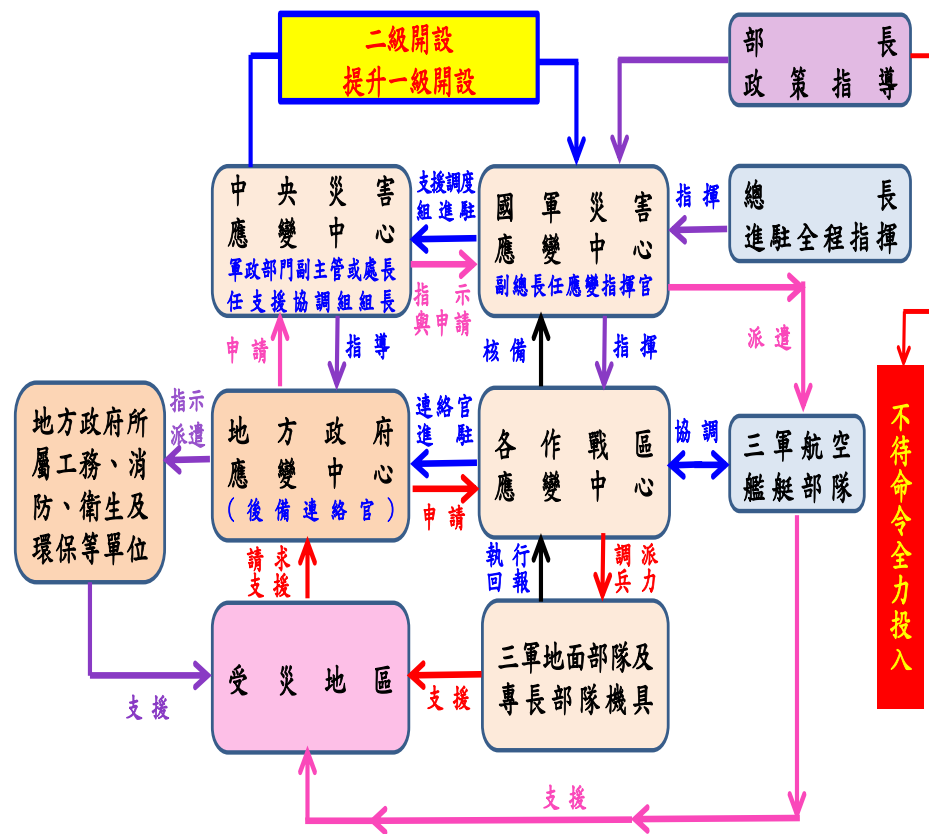 二級開設
提升一級開設
部長
政策指導
中央災害
應變中心
軍政部門副主管或處長
任支援協調組組長
支援調度
組進駐
指示
與申請
國軍災害
應變中心
副總長任應變指揮官
指揮
總長
進駐全程指揮
申請
指導
核備
指揮
派遣
地方政府所
屬工務、消
防、衛生及
環保等單位
指示
派遣
地方政府
應變中心
(後備連絡官)
連絡官
進駐
申請
各作戰區
應變中心
協調
三軍航空
艦艇部隊
不待命令全力投入
請求
支援
執行
回報
調派
兵力
支援
受災地區
支援
三軍地面部隊及
專長部隊機具
支援